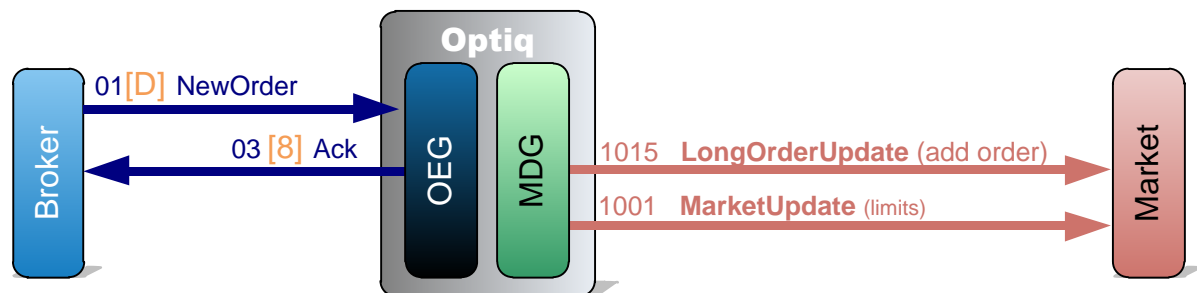 Optiq
Broker
01[D] NewOrder
03 [8] Ack
OEG
MDG
1015 LongOrderUpdate (add order)
1001 MarketUpdate (limits)
Market